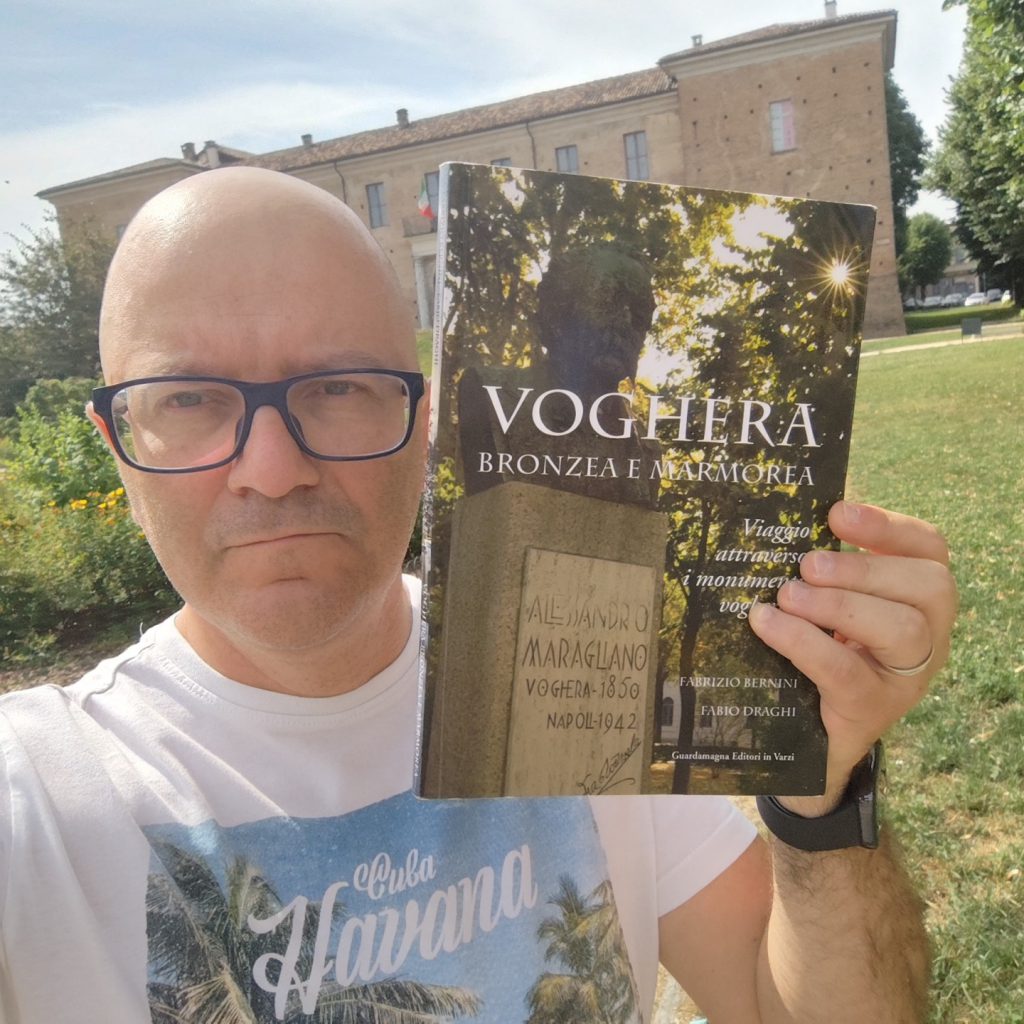 VOGHERA
BRONZEA E MARMOREA
Viaggio
attraverso
i
ALESSANDRO
MARAGLIANO
VOGHERA-1850
NAPOLI-1942
FABRIZIO BERNINI
FABIO DRAGHI
Guardamagna Editori in Varzi
Cuba
Havana